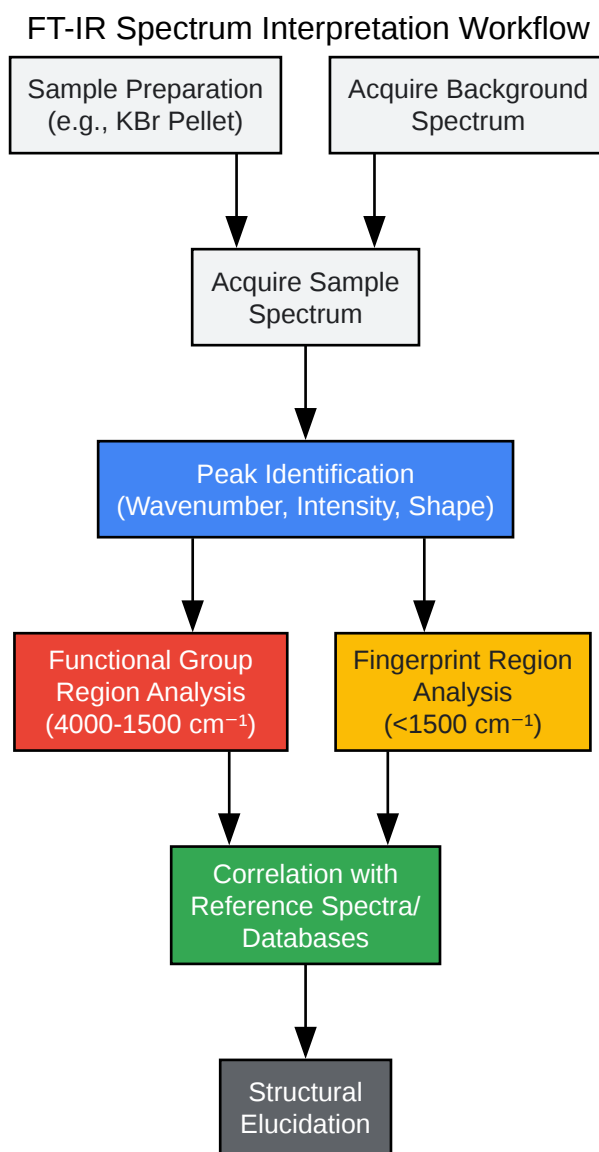 FT-IR Spectrum Interpretation Workflow
Sample Preparation
(e.g., KBr Pellet)
Acquire Background
Spectrum
Acquire Sample
Spectrum
Peak Identification
(Wavenumber, Intensity, Shape)
Functional Group
Region Analysis
(4000-1500 cm⁻¹)
Fingerprint Region
Analysis
(<1500 cm⁻¹)
Correlation with
Reference Spectra/
Databases
Structural
Elucidation